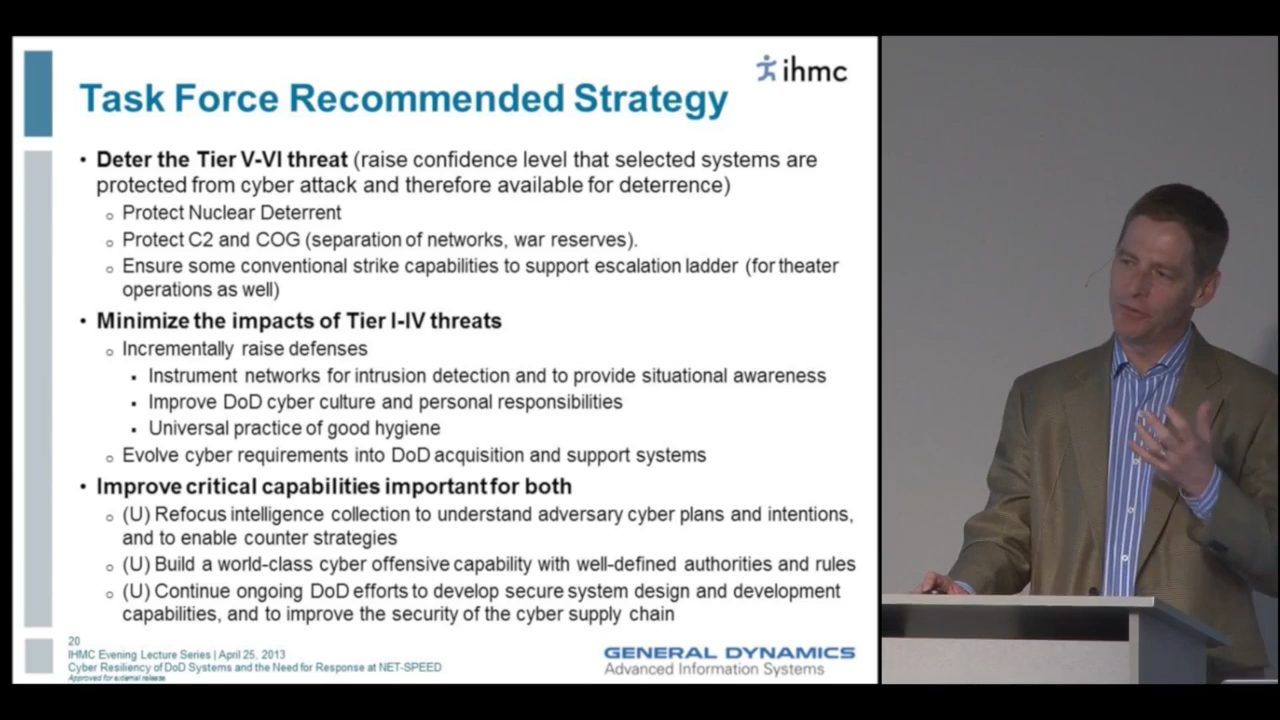 ihmc
Task Force Recommended Strategy
• Deter the Tier V-VI threat (raise confidence level that selected systems are
protected from cyber attack and therefore available for deterrence)
o Protect Nuclear Deterrent
o Protect C2 and COG (separation of networks, war reserves).
o Ensure some conventional strike capabilities to support escalation ladder (for theater
operations as well)
• Minimize the impacts of Tier I-IV threats
o Incrementally raise defenses
▪ Instrument networks for intrusion detection and to provide situational awareness
▪ Improve DoD cyber culture and personal responsibilities
▪ Universal practice of good hygiene
o Evolve cyber requirements into DoD acquisition and support systems
• Improve critical capabilities important for both
o (U) Refocus intelligence collection to understand adversary cyber plans and intentions,
and to enable counter strategies
o (U) Build a world-class cyber offensive capability with well-defined authorities and rules
o (U) Continue ongoing DoD efforts to develop secure system design and development
capabilities, and to improve the security of the cyber supply chain
20
IHMC Evening Lecture Series | April 25, 2013
Cyber Resiliency of DoD Systems and the Need for Response at NET-SPEED
Approved for external release
GENERAL DYNAMICS
Advanced Information Systems